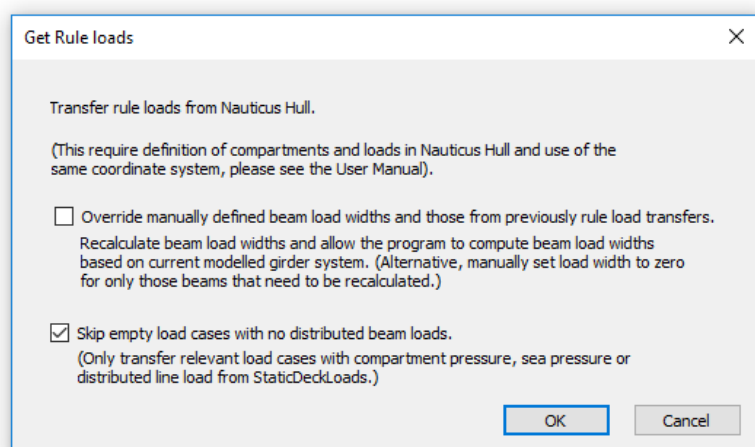 Get Rule loads
Transfer rule loads from Nauticus Hull.
(This require definition of compartments and loads in Nauticus Hull and use of the
same coordinate system, please see the User Manual).
Override manually defined beam load widths and those from previously rule load transfers.
Recalculate beam load widths and allow the program to compute beam load widths
based on current modelled girder system. (Alternative, manually set load width to zero
for only those beams that need to be recalculated.)
Skip empty load cases with no distributed beam loads.
(Only transfer relevant load cases with compartment pressure, sea pressure or
distributed line load from StaticDeckLoads.)
OK
Cancel